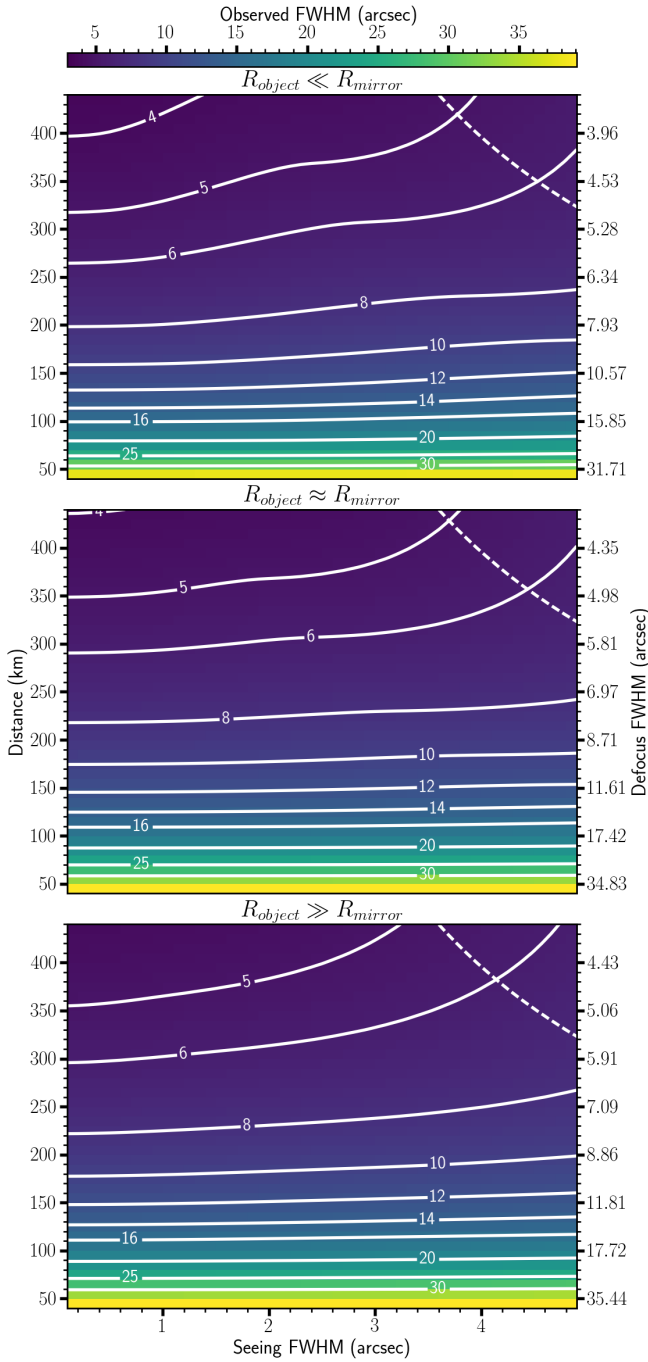 Observed FWHM (arcsec)
5 10 15 20 25 30 35
R_object ≪ R_mirror
400 4 3.96
350 5 4.53
300 6 5.28
250 6.34
200 8 7.93
150 10 12 10.57
100 14 16 15.85
20 25
50 30 31.71
R_object ≈ R_mirror
4
400 4.35
350 5 4.98
300 6 5.81
250 6.97
200 8 8.71
150 10 12 11.61
100 14 16 17.42
20 25
50 30 34.83
Distance (km)
Defocus FWHM (arcsec)
R_object ≫ R_mirror
400 5 4.43
350 5.06
300 6 5.91
250 8 7.09
200 10 8.86
150 12 11.81
100 14 16 17.72
20 25
50 30 35.44
1 2 3 4
Seeing FWHM (arcsec)